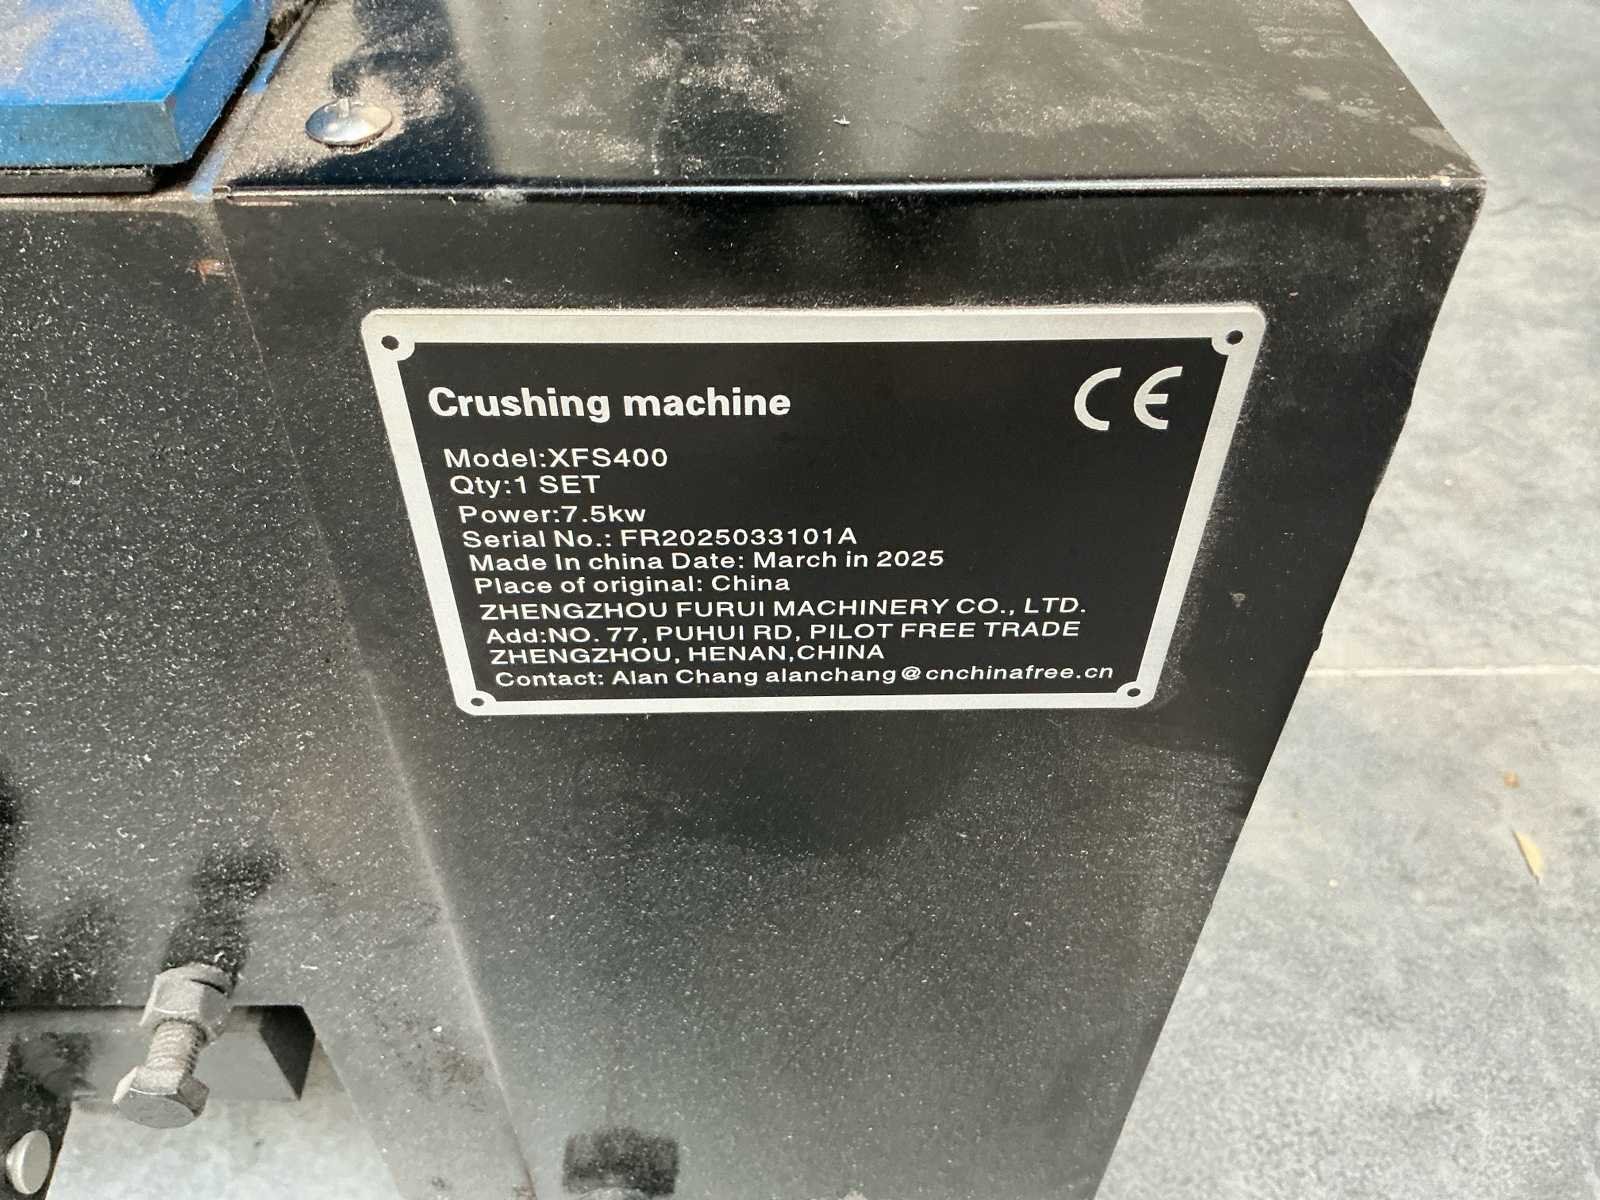 Crushing machine
CE
Model:XFS400
Qty:1 SET
Power:7.5kw
Serial No.: FR2025033101A
Made In china Date: March in 2025
Place of original: China
ZHENGZHOU FURUI MACHINERY CO., LTD.
Add:NO. 77, PUHUI RD, PILOT FREE TRADE
ZHENGZHOU, HENAN,CHINA
Contact: Alan Chang alanchang@cnchinafree.cn